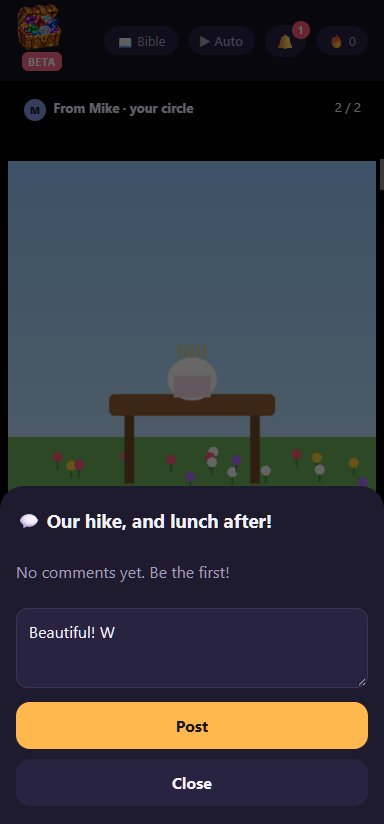 BETA
Bible
Auto
1
0
M
From Mike · your circle
2 / 2
Our hike, and lunch after!
No comments yet. Be the first!
Beautiful! W
Post
Close